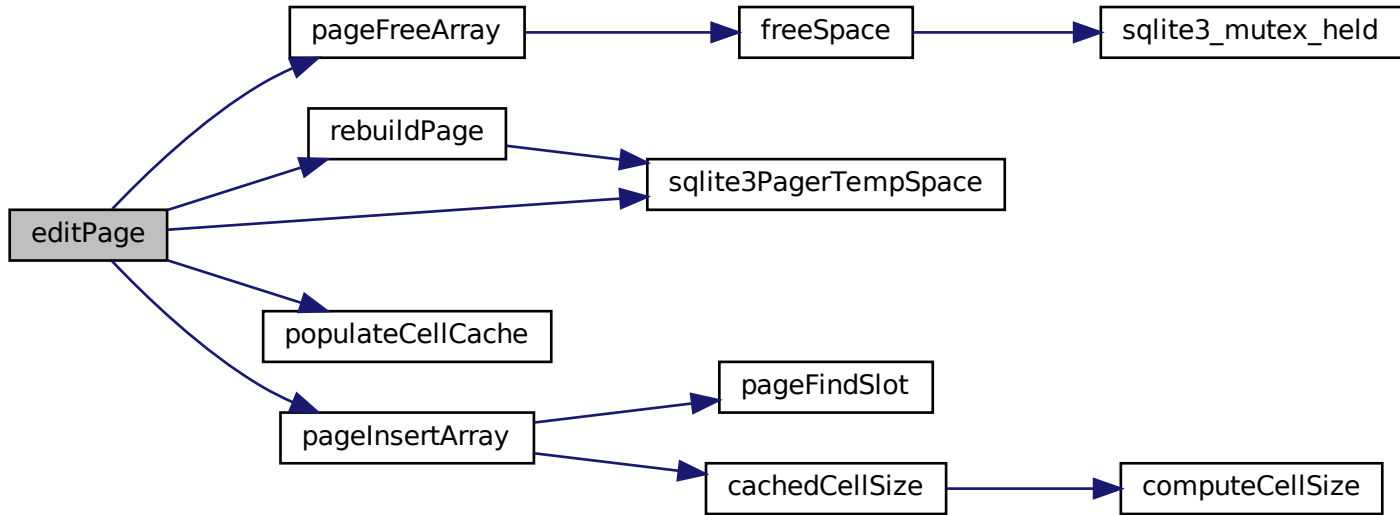 pageFreeArray
freeSpace
sqlite3_mutex_held
rebuildPage
sqlite3PagerTempSpace
editPage
populateCellCache
pageFindSlot
pageInsertArray
cachedCellSize
computeCellSize